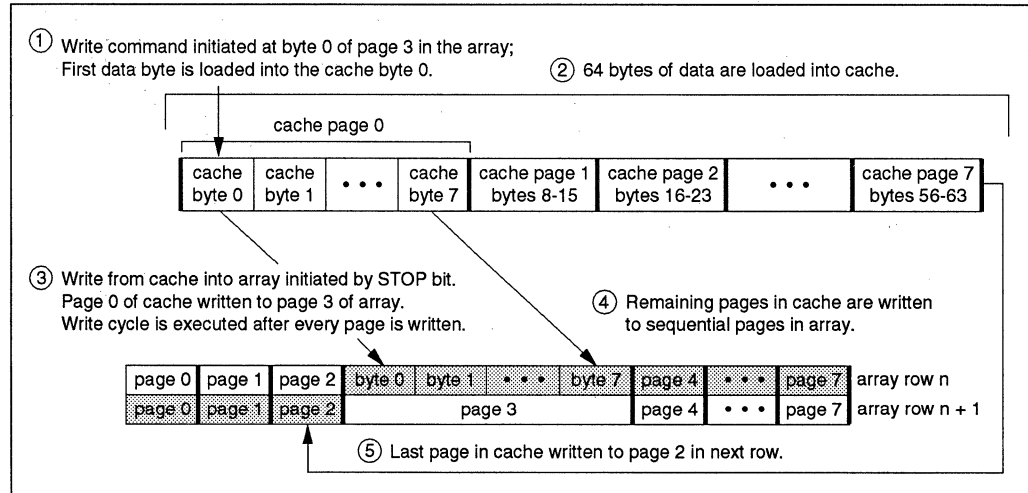 ① Write command initiated at byte 0 of page 3 in the array;
First data byte is loaded into the cache byte 0.
② 64 bytes of data are loaded into cache.
cache page 0
cache byte 0
cache byte 1
• • •
cache byte 7
cache page 1 bytes 8-15
cache page 2 bytes 16-23
• • •
cache page 7 bytes 56-63
③ Write from cache into array initiated by STOP bit.
Page 0 of cache written to page 3 of array.
Write cycle is executed after every page is written.
④ Remaining pages in cache are written
to sequential pages in array.
page 0 page 1 page 2 byte 0 byte 1 • • • byte 7 page 4 • • • page 7 array row n
page 0 page 1 page 2 page 3 page 4 • • • page 7 array row n + 1
⑤ Last page in cache written to page 2 in next row.